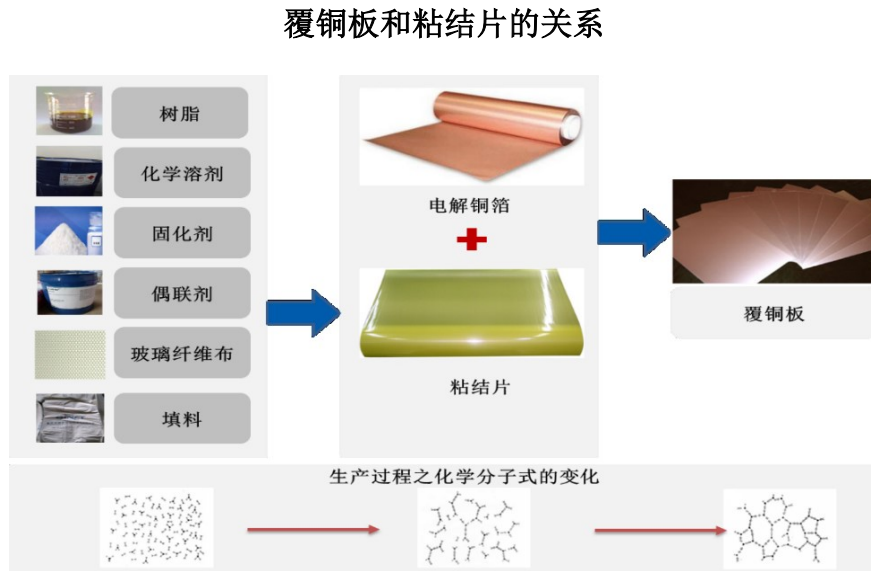 覆铜板和粘结片的关系
树脂
化学溶剂
固化剂
偶联剂
玻璃纤维布
填料
电解铜箔
粘结片
覆铜板
生产过程之化学分子式的变化